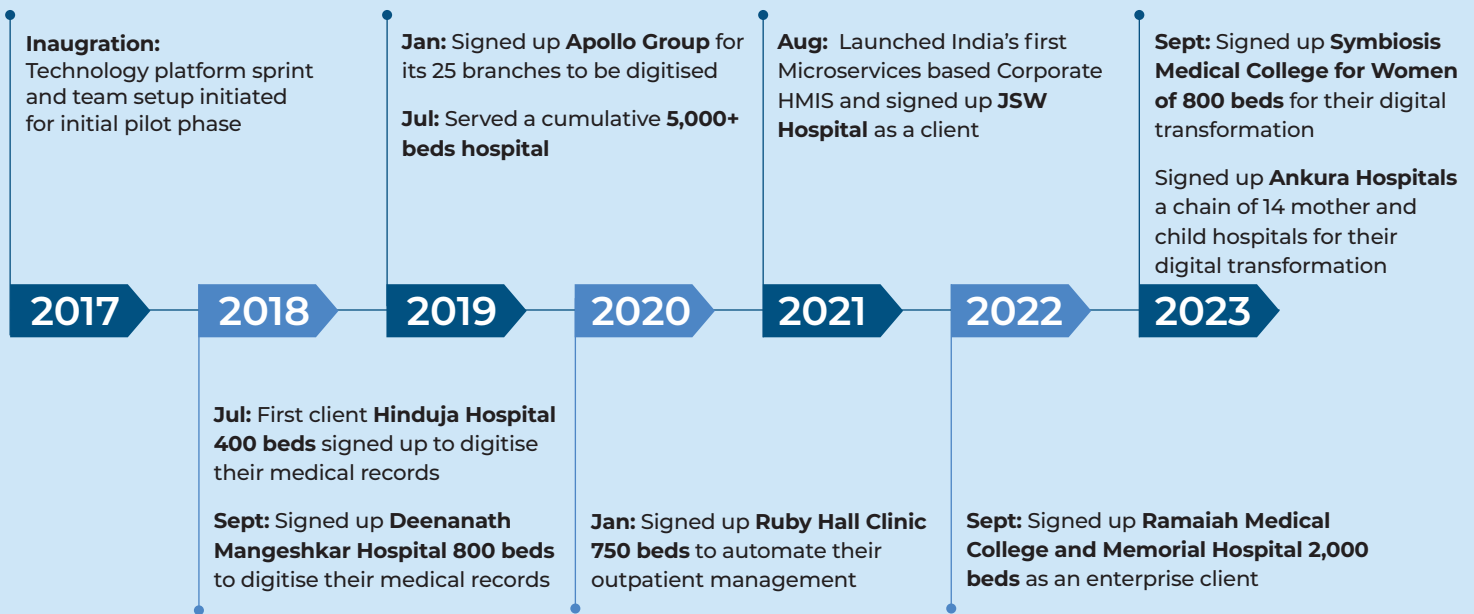 Inaugration:
Technology platform sprint
and team setup initiated
for initial pilot phase
Jan: Signed up Apollo Group for
its 25 branches to be digitised
Jul: Served a cumulative 5,000+
beds hospital
Aug: Launched India's first
Microservices based Corporate
HMIS and signed up JSW
Hospital as a client
Sept: Signed up Symbiosis
Medical College for Women
of 800 beds for their digital
transformation
Signed up Ankura Hospitals
a chain of 14 mother and
child hospitals for their
digital transformation
2017
2018
2019
2020
2021
2022
2023
Jul: First client Hinduja Hospital
400 beds signed up to digitise
their medical records
Sept: Signed up Deenanath
Mangeshkar Hospital 800 beds
to digitise their medical records
Jan: Signed up Ruby Hall Clinic
750 beds to automate their
outpatient management
Sept: Signed up Ramaiah Medical
College and Memorial Hospital 2,000
beds as an enterprise client